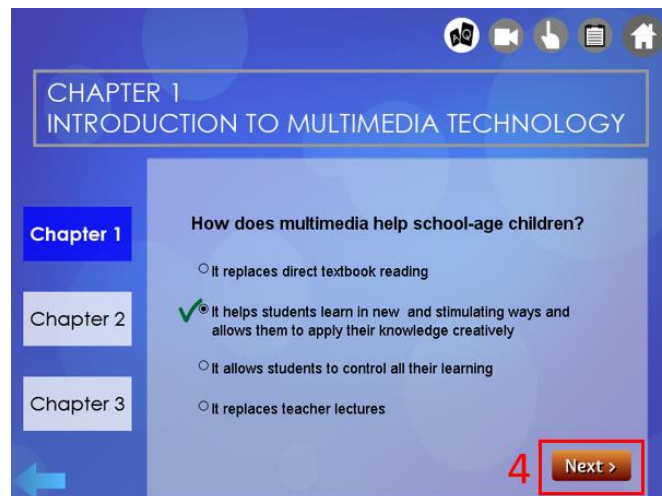 AQ
CHAPTER 1
INTRODUCTION TO MULTIMEDIA TECHNOLOGY
Chapter 1
Chapter 2
Chapter 3
How does multimedia help school-age children?
It replaces direct textbook reading
It helps students learn in new and stimulating ways and
allows them to apply their knowledge creatively
It allows students to control all their learning
It replaces teacher lectures
4
Next >